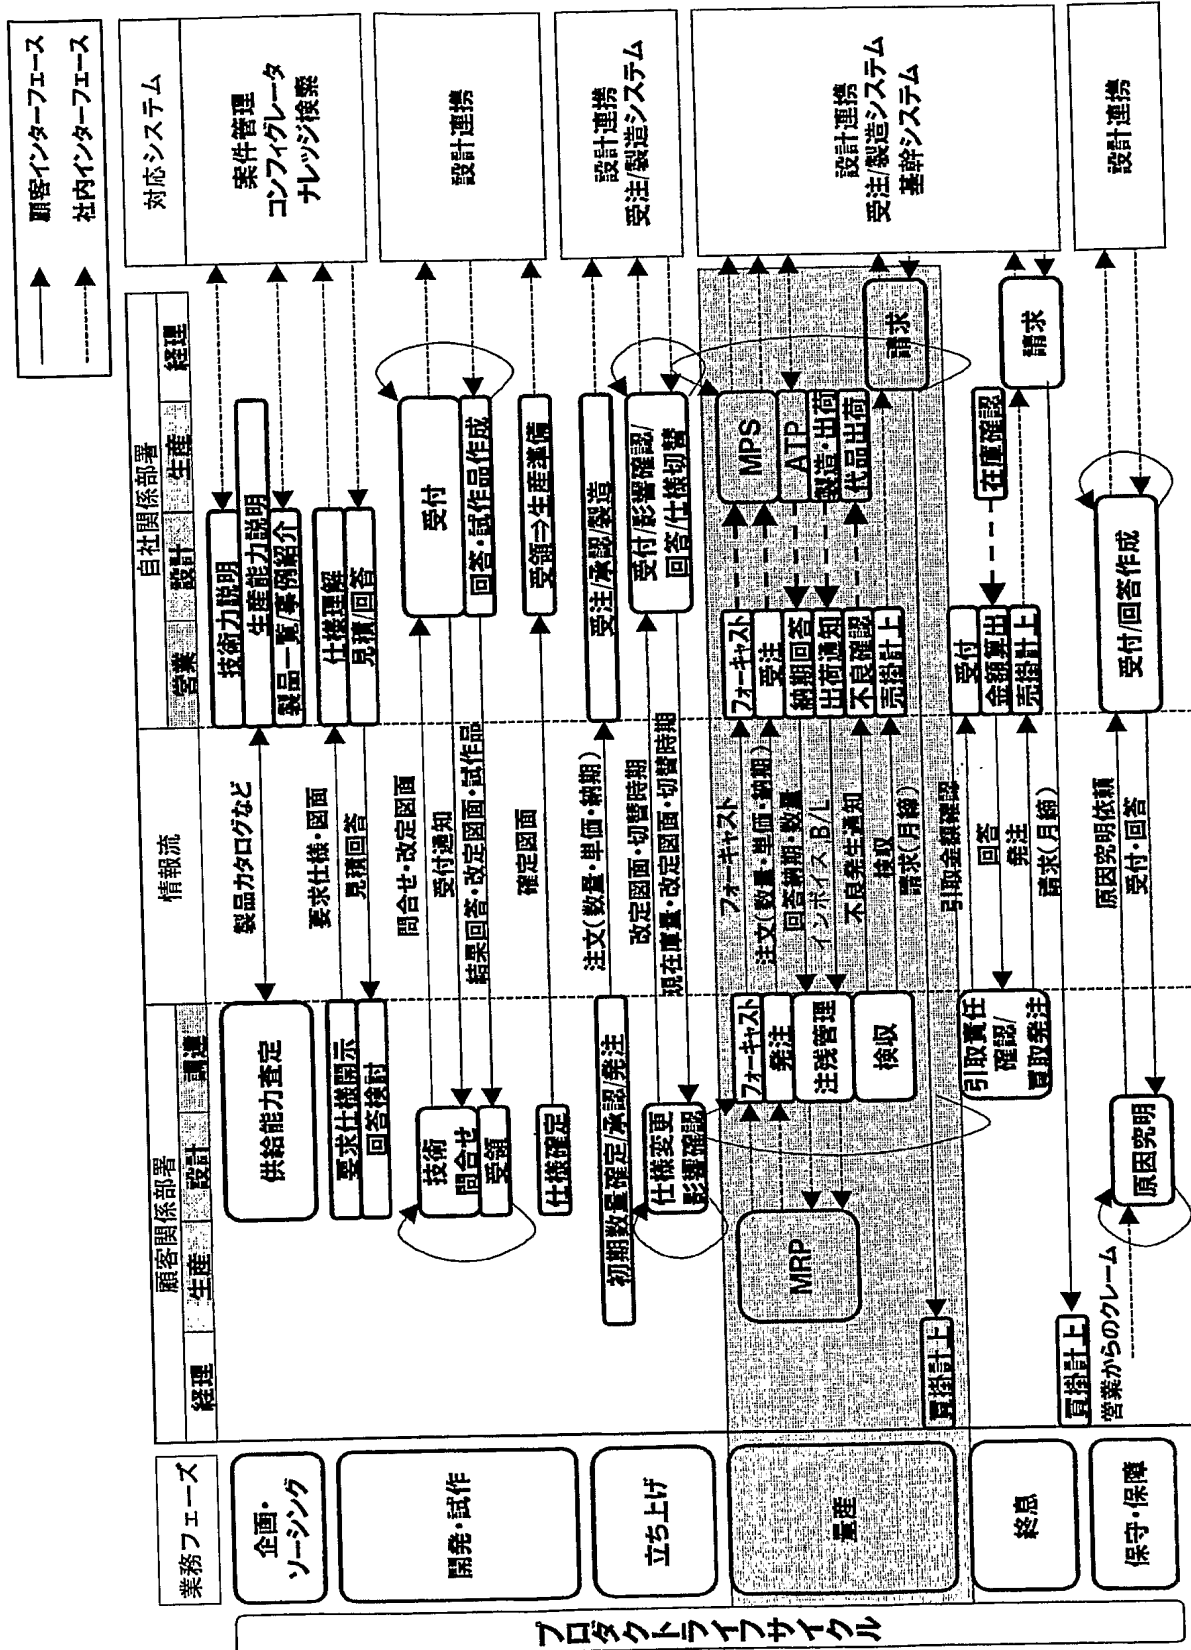 顧客インターフェース
社内インターフェース
業務フェーズ
顧客関係部署
経理
生産
設計
調達
情報流
自社関係部署
営業
設計
生産
経理
対応システム
プロダクトライフサイクル
企画・
ソーシング
供給能力査定
製品カタログなど
技術力説明
生産能力説明
製品一覧/事例紹介
案件管理
コンフィグレータ
ナレッジ検索
開発・試作
要求仕様開示
回答検討
要求仕様・図面
見積回答
仕様理解
見積/回答
技術
問合せ
受領
問合せ・改定図面
受付通知
結果回答・改定図面・試作品
受付
回答・試作品作成
設計連携
仕様確定
確定図面
受領⇒生産準備
立ち上げ
初期数量確定/承認/発注
注文(数量・単価・納期)
受注/承認/製造
設計連携
受注/製造システム
仕様変更
影響確認
改定図面・切替時期
現在庫量・改定図面・切替時期
受付/影響確認/
回答/仕様切替
量産
MRP
フォーキャスト
発注
注残管理
検収
フォーキャスト
注文(数量・単価・納期)
回答納期・数量
インボイス,B/L
不良発生通知
検収
請求(月締)
フォーキャスト
受注
納期回答
出荷通知
不良確認
売掛計上
MPS
ATP
製造・出荷
代品出荷
請求
設計連携
受注/製造システム
基幹システム
買掛計上
終息
引取責任
確認/
買取発注
引取金額確認
回答
発注
請求(月締)
受付
金額算出
売掛計上
在庫確認
請求
買掛計上
保守・保障
営業からのクレーム
原因究明
原因究明依頼
受付・回答
受付/回答作成
設計連携